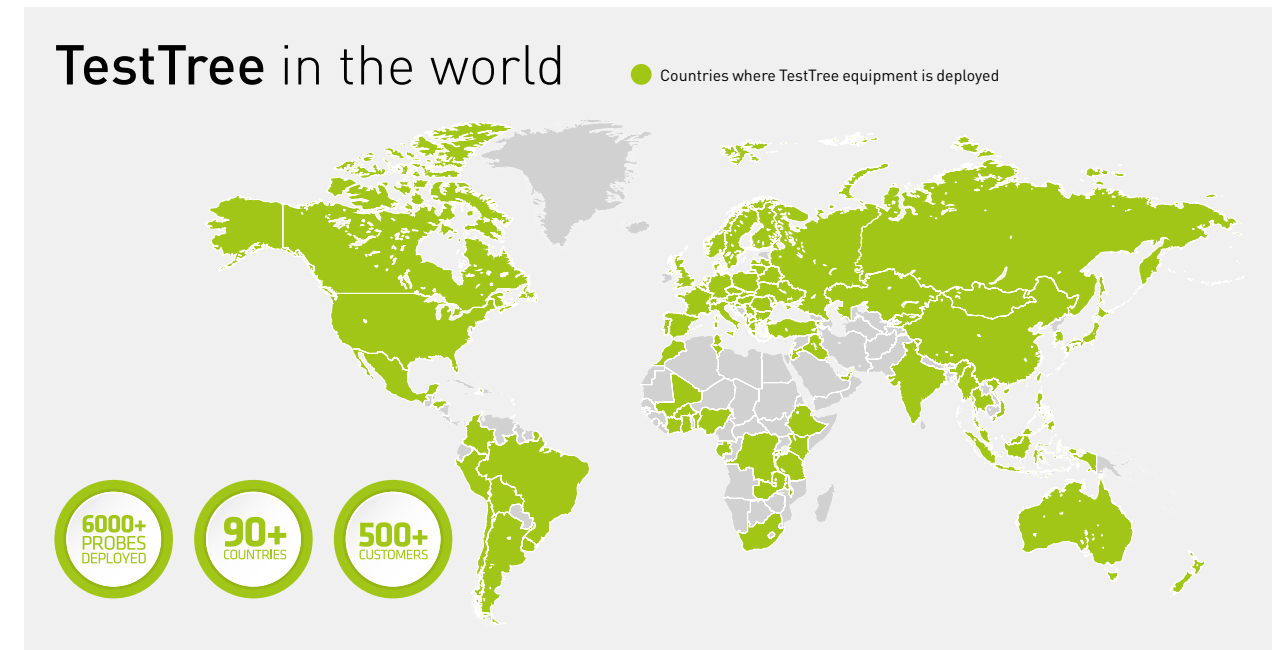 TestTree in the world
Countries where TestTree equipment is deployed
6000+
PROBES
DEPLOYED
90+
COUNTRIES
500+
CUSTOMERS